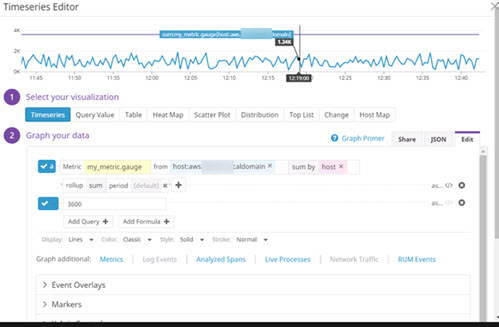 Timeseries Editor
4K
2K
0K
sum:my_metric.gauge{host:aws. domain}
1.24K
11:45 11:50 11:55 12:00 12:05 12:10 12:15 12:19:00 12:25 12:30 12:35 12:40
1 Select your visualization
Timeseries Query Value Table Heat Map Scatter Plot Distribution Top List Change Host Map
2 Graph your data
? Graph Primer Share JSON Edit
a Metric my_metric.gauge from host:aws. caldomain × sum by host ×
rollup sum period (default) × + as... </> ×
3600 as... </> ×
Add Query + Add Formula +
Display: Lines Color: Classic Style: Solid Stroke: Normal
Graph additional: Metrics Log Events Analyzed Spans Live Processes Network Traffic RUM Events
> Event Overlays
> Markers